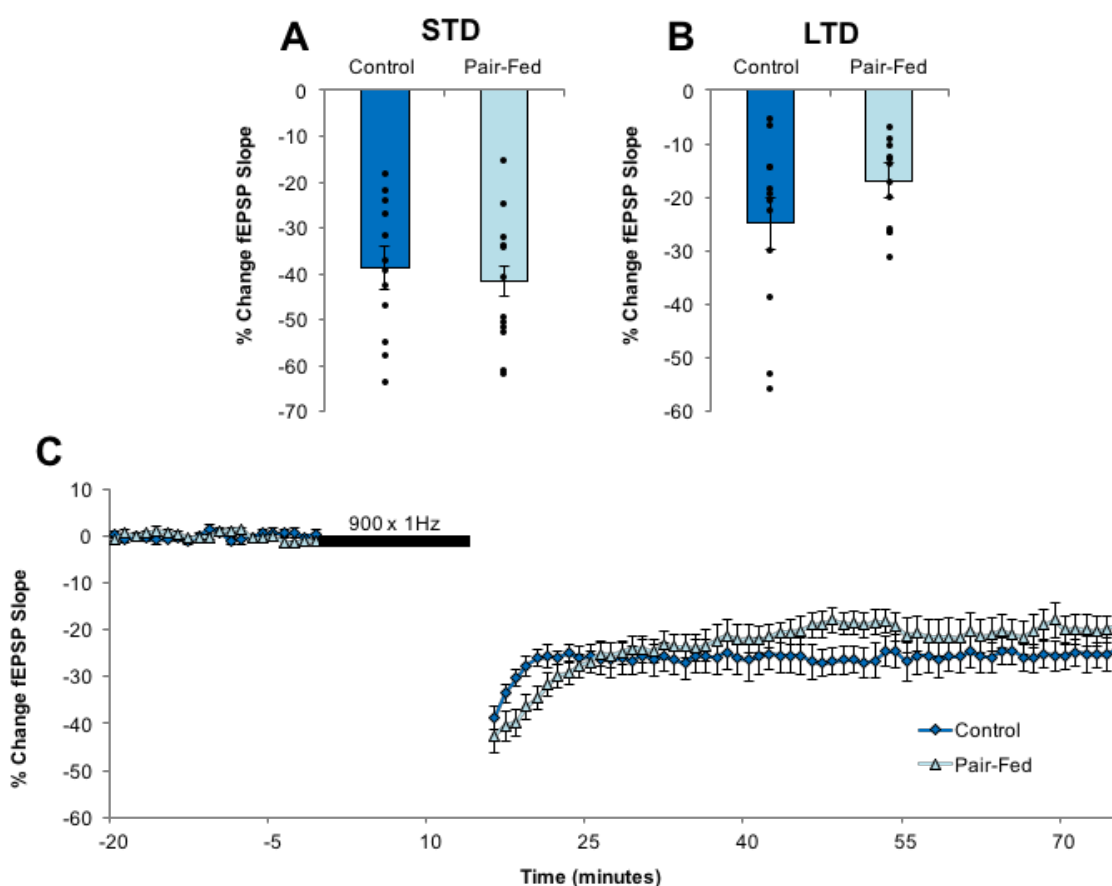 A
STD
Control
Pair-Fed
0
-10
-20
-30
-40
-50
-60
-70
% Change fEPSP Slope
B
LTD
Control
Pair-Fed
0
-10
-20
-30
-40
-50
-60
% Change fEPSP Slope
C
10
0
-10
-20
-30
-40
-50
-60
% Change fEPSP Slope
900 x 1Hz
Control
Pair-Fed
-20
-5
10
25
40
55
70
Time (minutes)